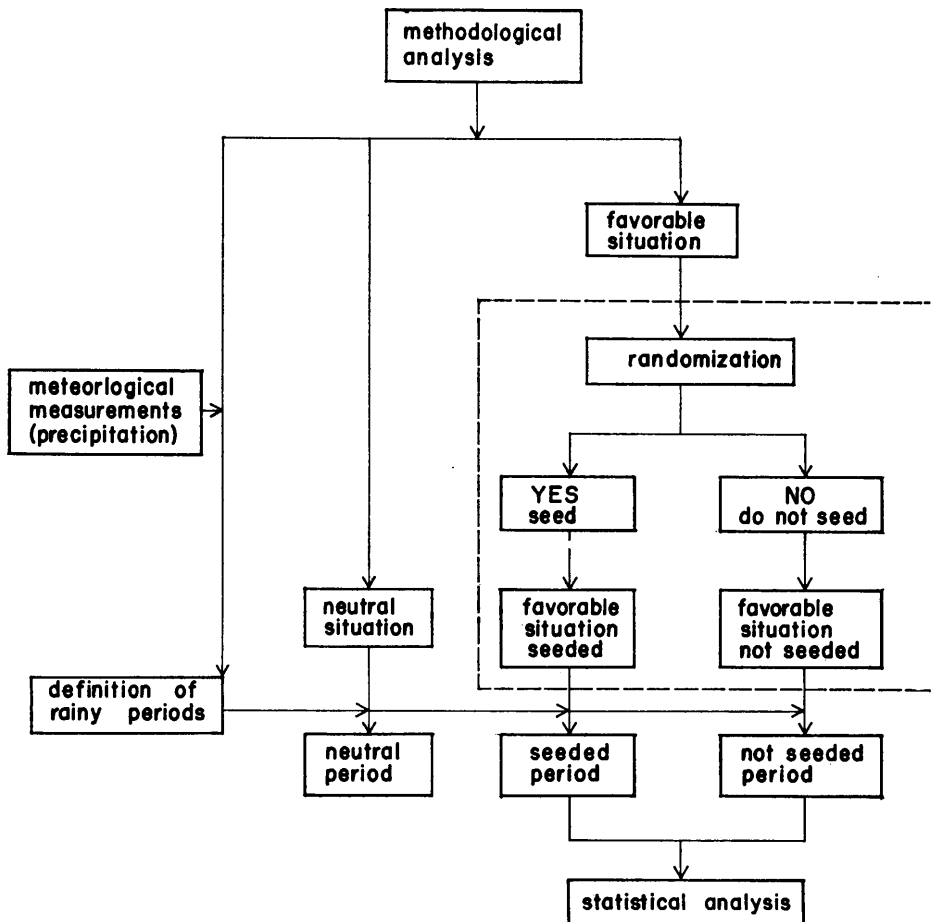 methodological
analysis
favorable
situation
randomization
meteorlogical
measurements
(precipitation)
YES
seed
NO
do not seed
neutral
situation
favorable
situation
seeded
favorable
situation
not seeded
definition of
rainy periods
neutral
period
seeded
period
not seeded
period
statistical analysis